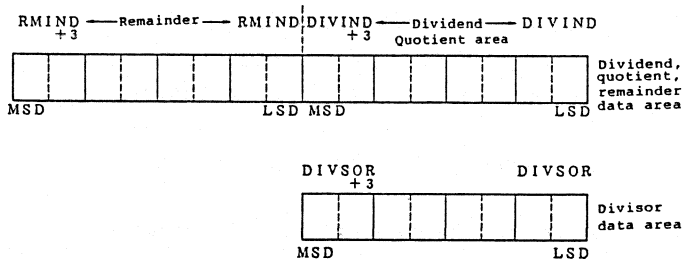 RMIND Remainder RMIND DIVIND Dividend DIVIND
+3 +3 Quotient area
Dividend,
quotient,
remainder
data area
MSD LSD MSD LSD
DIVSOR DIVSOR
+3
Divisor
data area
MSD LSD